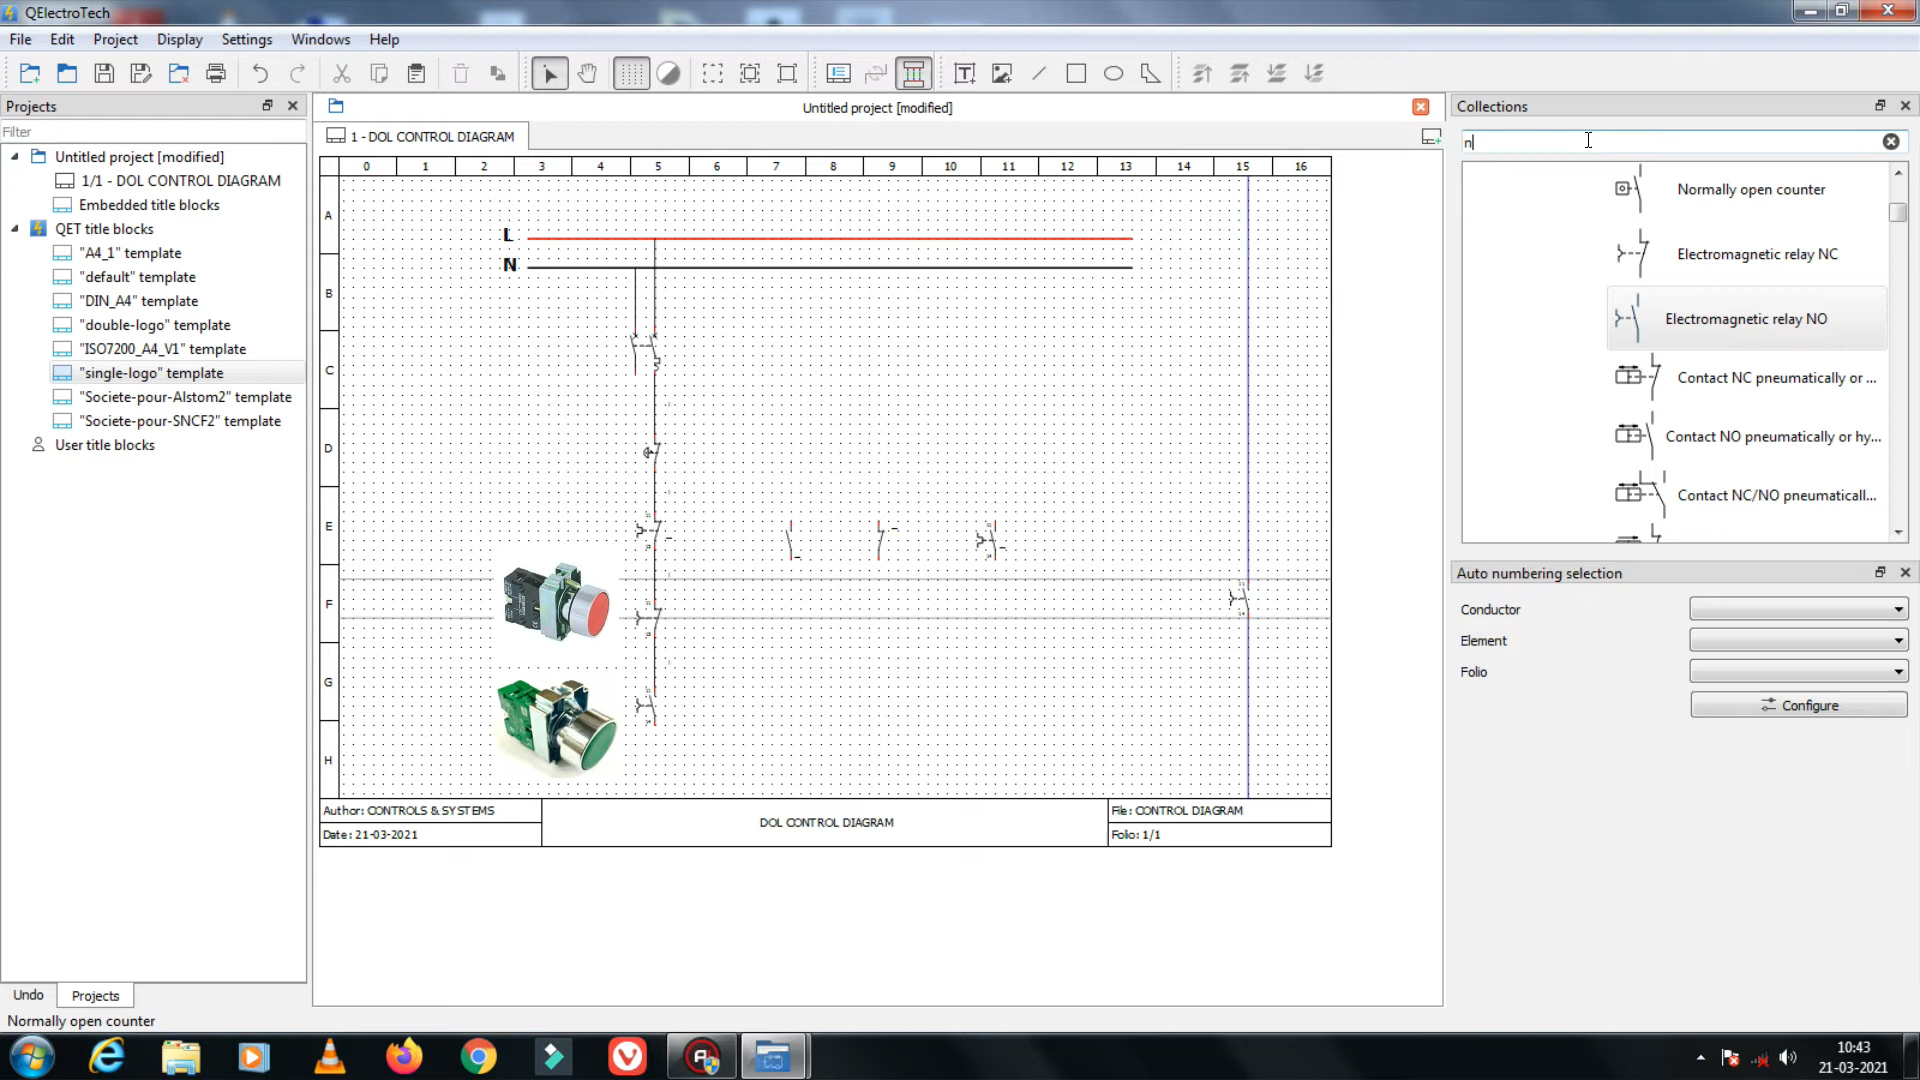 QElectroTech
File Edit Project Display Settings Windows Help
Projects
Filter
Untitled project [modified]
1/1 - DOL CONTROL DIAGRAM
Embedded title blocks
QET title blocks
"A4_1" template
"default" template
"DIN_A4" template
"double-logo" template
"ISO7200_A4_V1" template
"single-logo" template
"Societe-pour-Alstom2" template
"Societe-pour-SNCF2" template
User title blocks
Undo Projects
Normally open counter
Untitled project [modified]
1 - DOL CONTROL DIAGRAM
0 1 2 3 4 5 6 7 8 9 10 11 12 13 14 15 16
A
B
C
D
E
F
G
H
L
N
Author: CONTROLS & SYSTEMS
Date: 21-03-2021
DOL CONTROL DIAGRAM
File: CONTROL DIAGRAM
Folio: 1/1
Collections
n
Normally open counter
Electromagnetic relay NC
Electromagnetic relay NO
Contact NC pneumatically or ...
Contact NO pneumatically or hy...
Contact NC/NO pneumaticall...
Auto numbering selection
Conductor
Element
Folio
Configure
10:43
21-03-2021